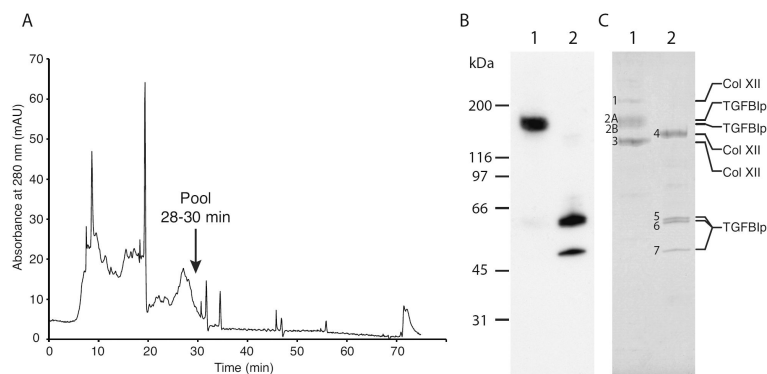 A
Absorbance at 280 nm (mAU)
70
60
50
40
30
20
10
0
Pool
28-30 min
0 10 20 30 40 50 60 70
Time (min)
B
1 2
kDa
200
116
97
66
45
31
C
1 2
1
2A
2B
3
4
5
6
7
Col XII
TGFBIp
TGFBIp
Col XII
Col XII
TGFBIp